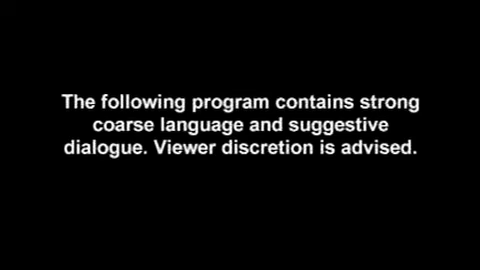 The following program contains strong
coarse language and suggestive
dialogue. Viewer discretion is advised.